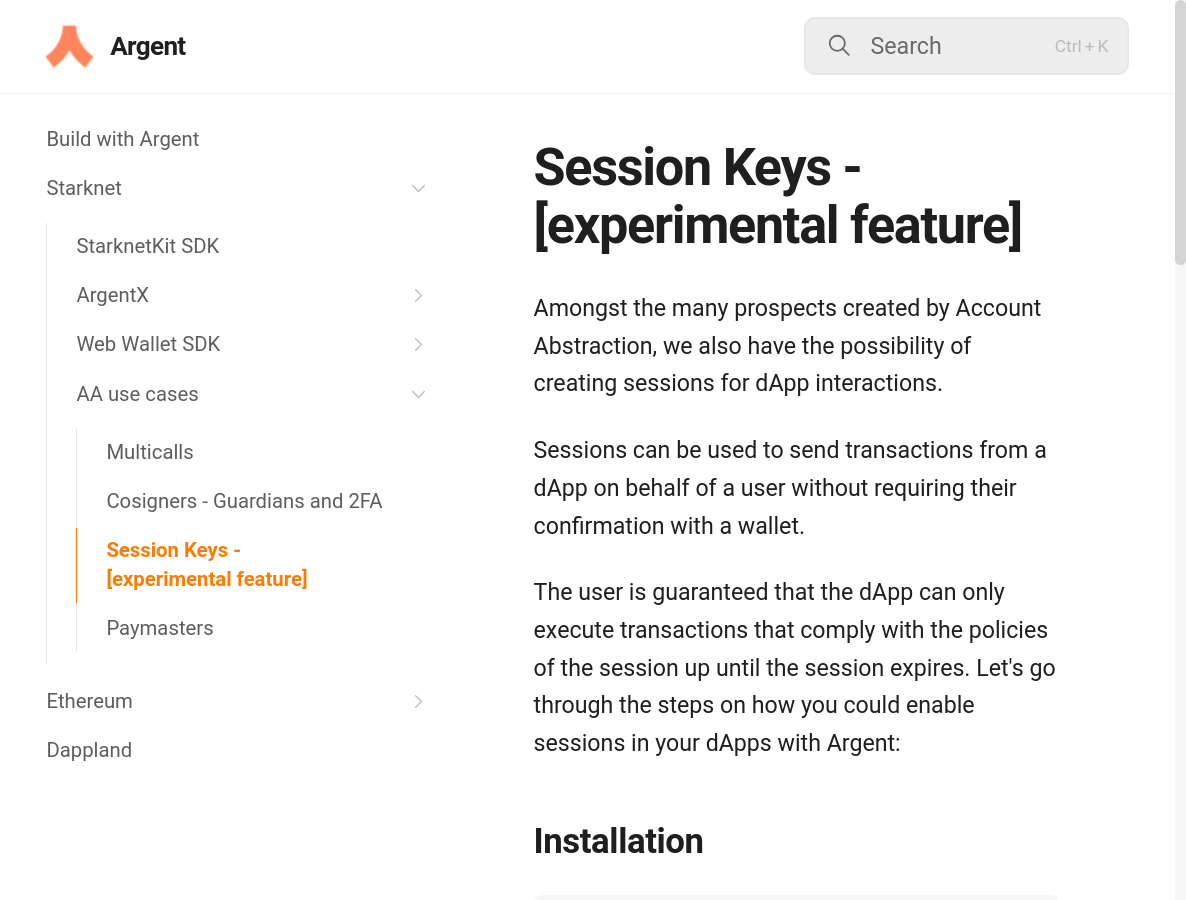 Argent
Search
Ctrl + K
Build with Argent
Starknet
StarknetKit SDK
ArgentX
Web Wallet SDK
AA use cases
Multicalls
Cosigners - Guardians and 2FA
Session Keys -
[experimental feature]
Paymasters
Ethereum
Dappland
Session Keys -
[experimental feature]
Amongst the many prospects created by Account
Abstraction, we also have the possibility of
creating sessions for dApp interactions.
Sessions can be used to send transactions from a
dApp on behalf of a user without requiring their
confirmation with a wallet.
The user is guaranteed that the dApp can only
execute transactions that comply with the policies
of the session up until the session expires. Let's go
through the steps on how you could enable
sessions in your dApps with Argent:
Installation